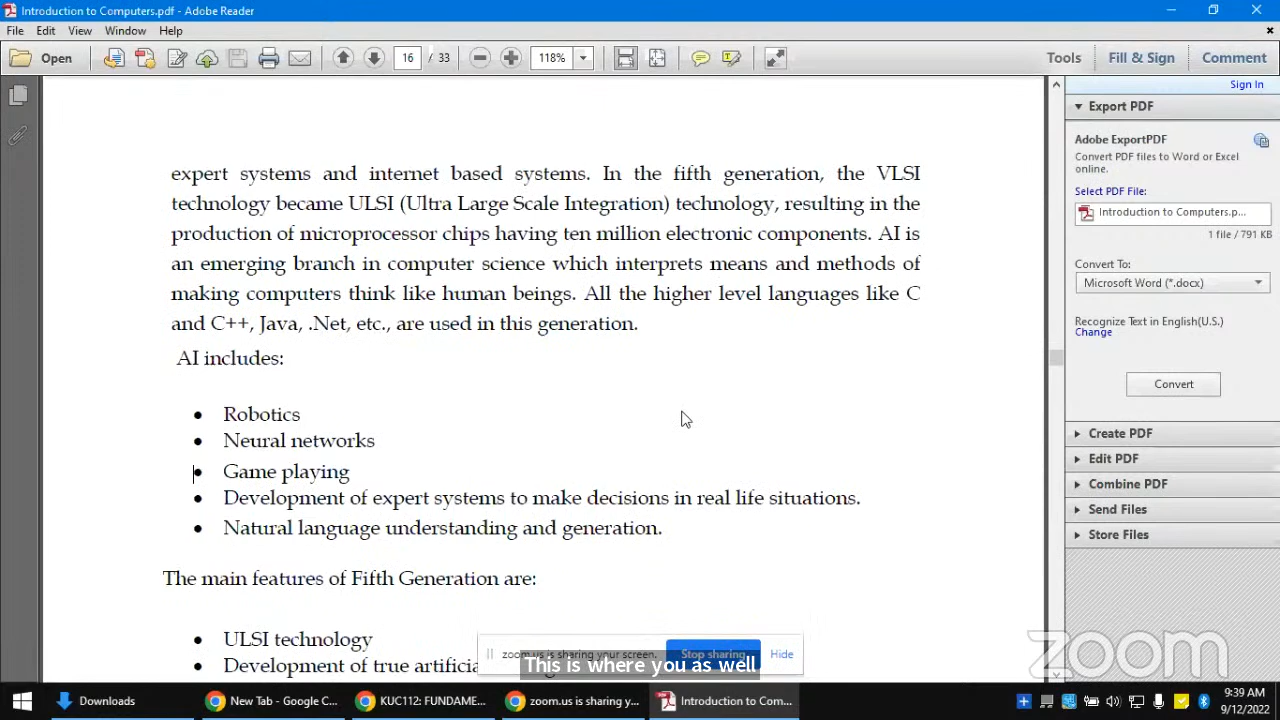 Introduction to Computers.pdf - Adobe Reader
File Edit View Window Help
Open 16 / 33 118% Tools Fill & Sign Comment
Sign In
Export PDF
Adobe ExportPDF
Convert PDF files to Word or Excel
online.
Select PDF File:
Introduction to Computers.p...
1 file / 791 KB
Convert To:
Microsoft Word (*.docx)
Recognize Text in English(U.S.)
Change
Convert
Create PDF
Edit PDF
Combine PDF
Send Files
Store Files
expert systems and internet based systems. In the fifth generation, the VLSI
technology became ULSI (Ultra Large Scale Integration) technology, resulting in the
production of microprocessor chips having ten million electronic components. AI is
an emerging branch in computer science which interprets means and methods of
making computers think like human beings. All the higher level languages like C
and C++, Java, .Net, etc., are used in this generation.
AI includes:
• Robotics
• Neural networks
• Game playing
• Development of expert systems to make decisions in real life situations.
• Natural language understanding and generation.
The main features of Fifth Generation are:
• ULSI technology
• Development of true artificia
zoom.us is sharing your screen. Stop sharing Hide
This is where you as well
zoom
Downloads New Tab - Google C... KUC112: FUNDAME... zoom.us is sharing y... Introduction to Com...
9:39 AM
9/12/2022